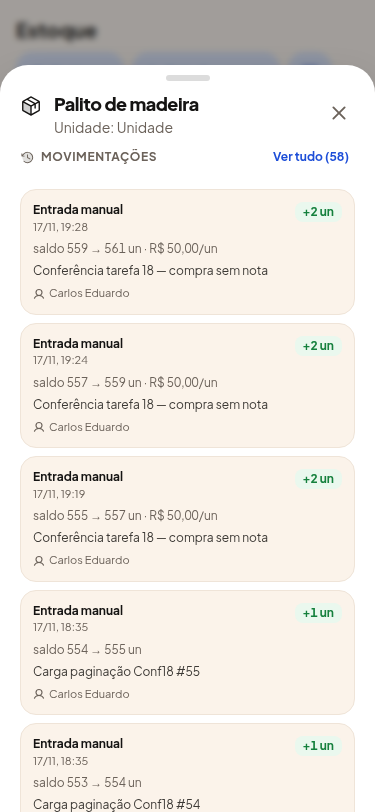 Estoque
Palito de madeira
Unidade: Unidade
MOVIMENTAÇÕES
Ver tudo (58)
Entrada manual
+2 un
17/11, 19:28
saldo 559 → 561 un · R$ 50,00/un
Conferência tarefa 18 — compra sem nota
Carlos Eduardo
Entrada manual
+2 un
17/11, 19:24
saldo 557 → 559 un · R$ 50,00/un
Conferência tarefa 18 — compra sem nota
Carlos Eduardo
Entrada manual
+2 un
17/11, 19:19
saldo 555 → 557 un · R$ 50,00/un
Conferência tarefa 18 — compra sem nota
Carlos Eduardo
Entrada manual
+1 un
17/11, 18:35
saldo 554 → 555 un
Carga paginação Conf18 #55
Carlos Eduardo
Entrada manual
+1 un
17/11, 18:35
saldo 553 → 554 un
Carga paginação Conf18 #54